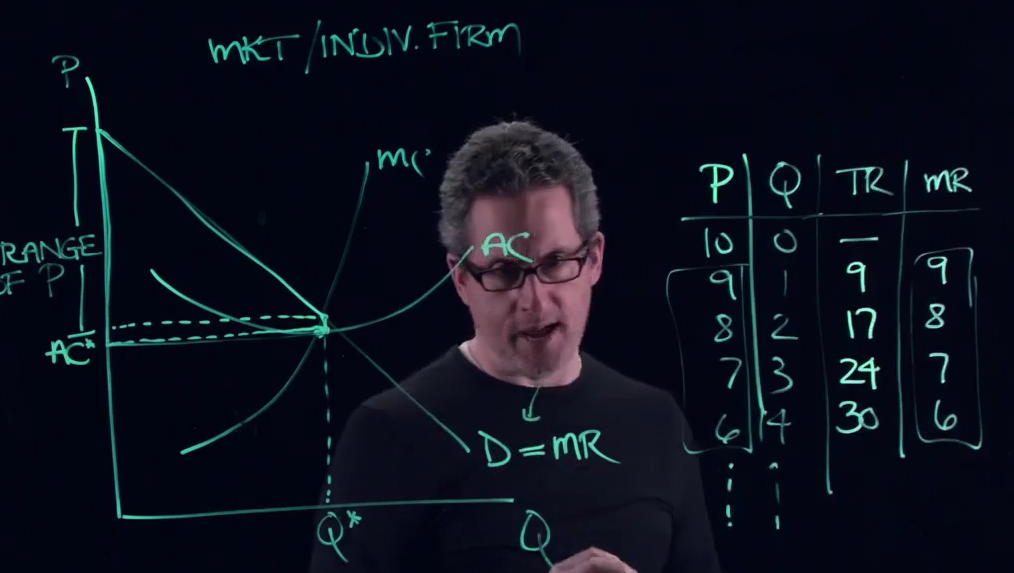 MKT/INDIV. FIRM
P
MC
RANGE
OF P
AC
AC*
D=MR
Q*
Q
P Q TR MR
10 0 —
9 1 9 9
8 2 17 8
7 3 24 7
6 4 30 6